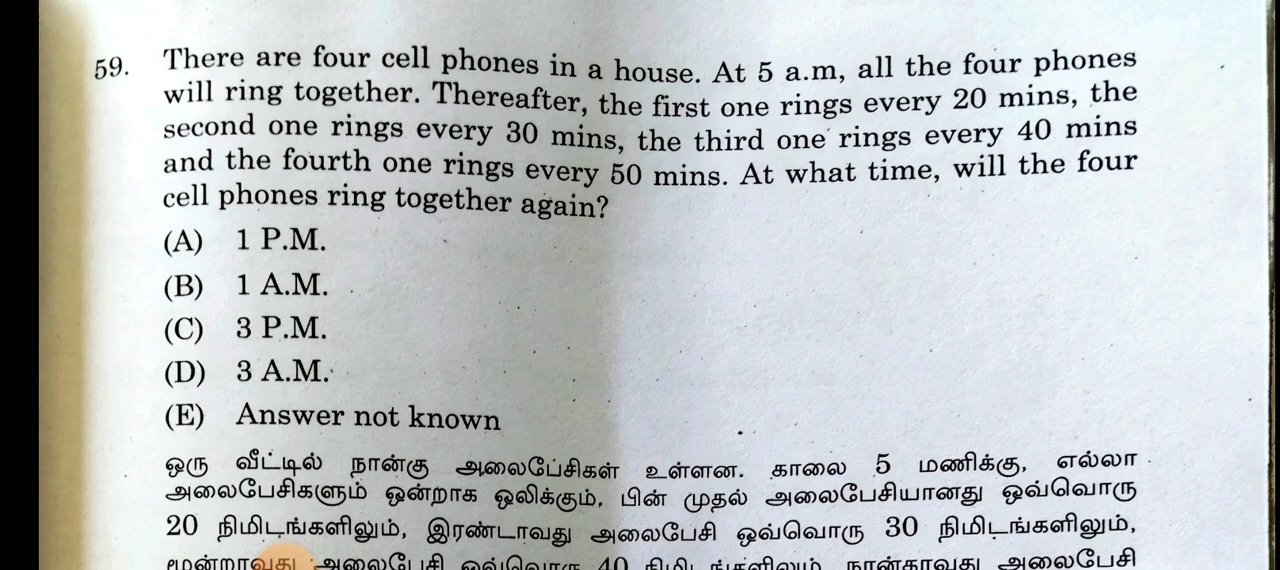 59. There are four cell phones in a house. At 5 a.m, all the four phones
will ring together. Thereafter, the first one rings every 20 mins, the
second one rings every 30 mins, the third one rings every 40 mins
and the fourth one rings every 50 mins. At what time, will the four
cell phones ring together again?
(A) 1 P.M.
(B) 1 A.M.
(C) 3 P.M.
(D) 3 A.M.
(E) Answer not known
ஒரு வீட்டில் நான்கு அலைபேசிகள் உள்ளன. காலை 5 மணிக்கு, எல்லா
அலைபேசிகளும் ஒன்றாக ஒலிக்கும், பின் முதல் அலைபேசியானது ஒவ்வொரு
20 நிமிடங்களிலும், இரண்டாவது அலைபேசி ஒவ்வொரு 30 நிமிடங்களிலும்,
மூன்றாவது அலைபேசி ஒவ்வொரு 40 நிமிடங்களிலும் நான்காவது அலைபேசி